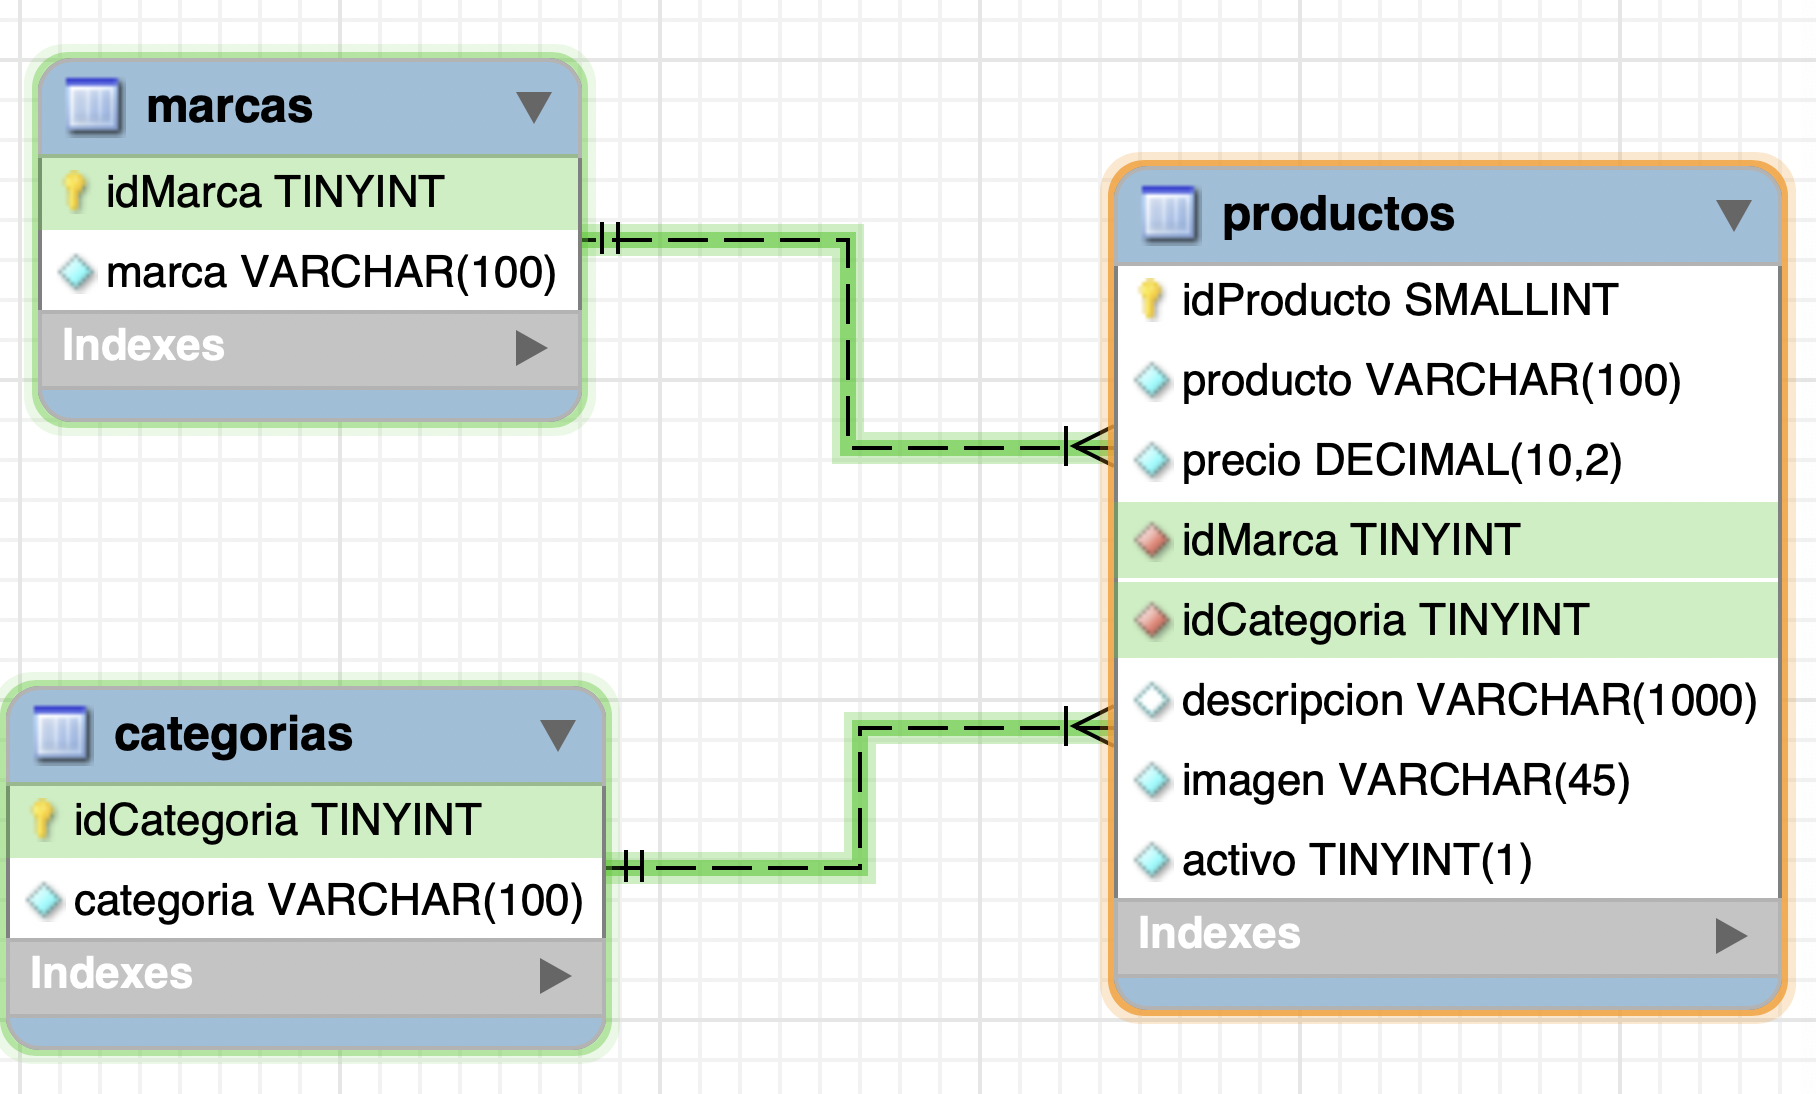 marcas
idMarca TINYINT
marca VARCHAR(100)
Indexes
productos
idProducto SMALLINT
producto VARCHAR(100)
precio DECIMAL(10,2)
idMarca TINYINT
idCategoria TINYINT
descripcion VARCHAR(1000)
imagen VARCHAR(45)
activo TINYINT(1)
Indexes
categorias
idCategoria TINYINT
categoria VARCHAR(100)
Indexes